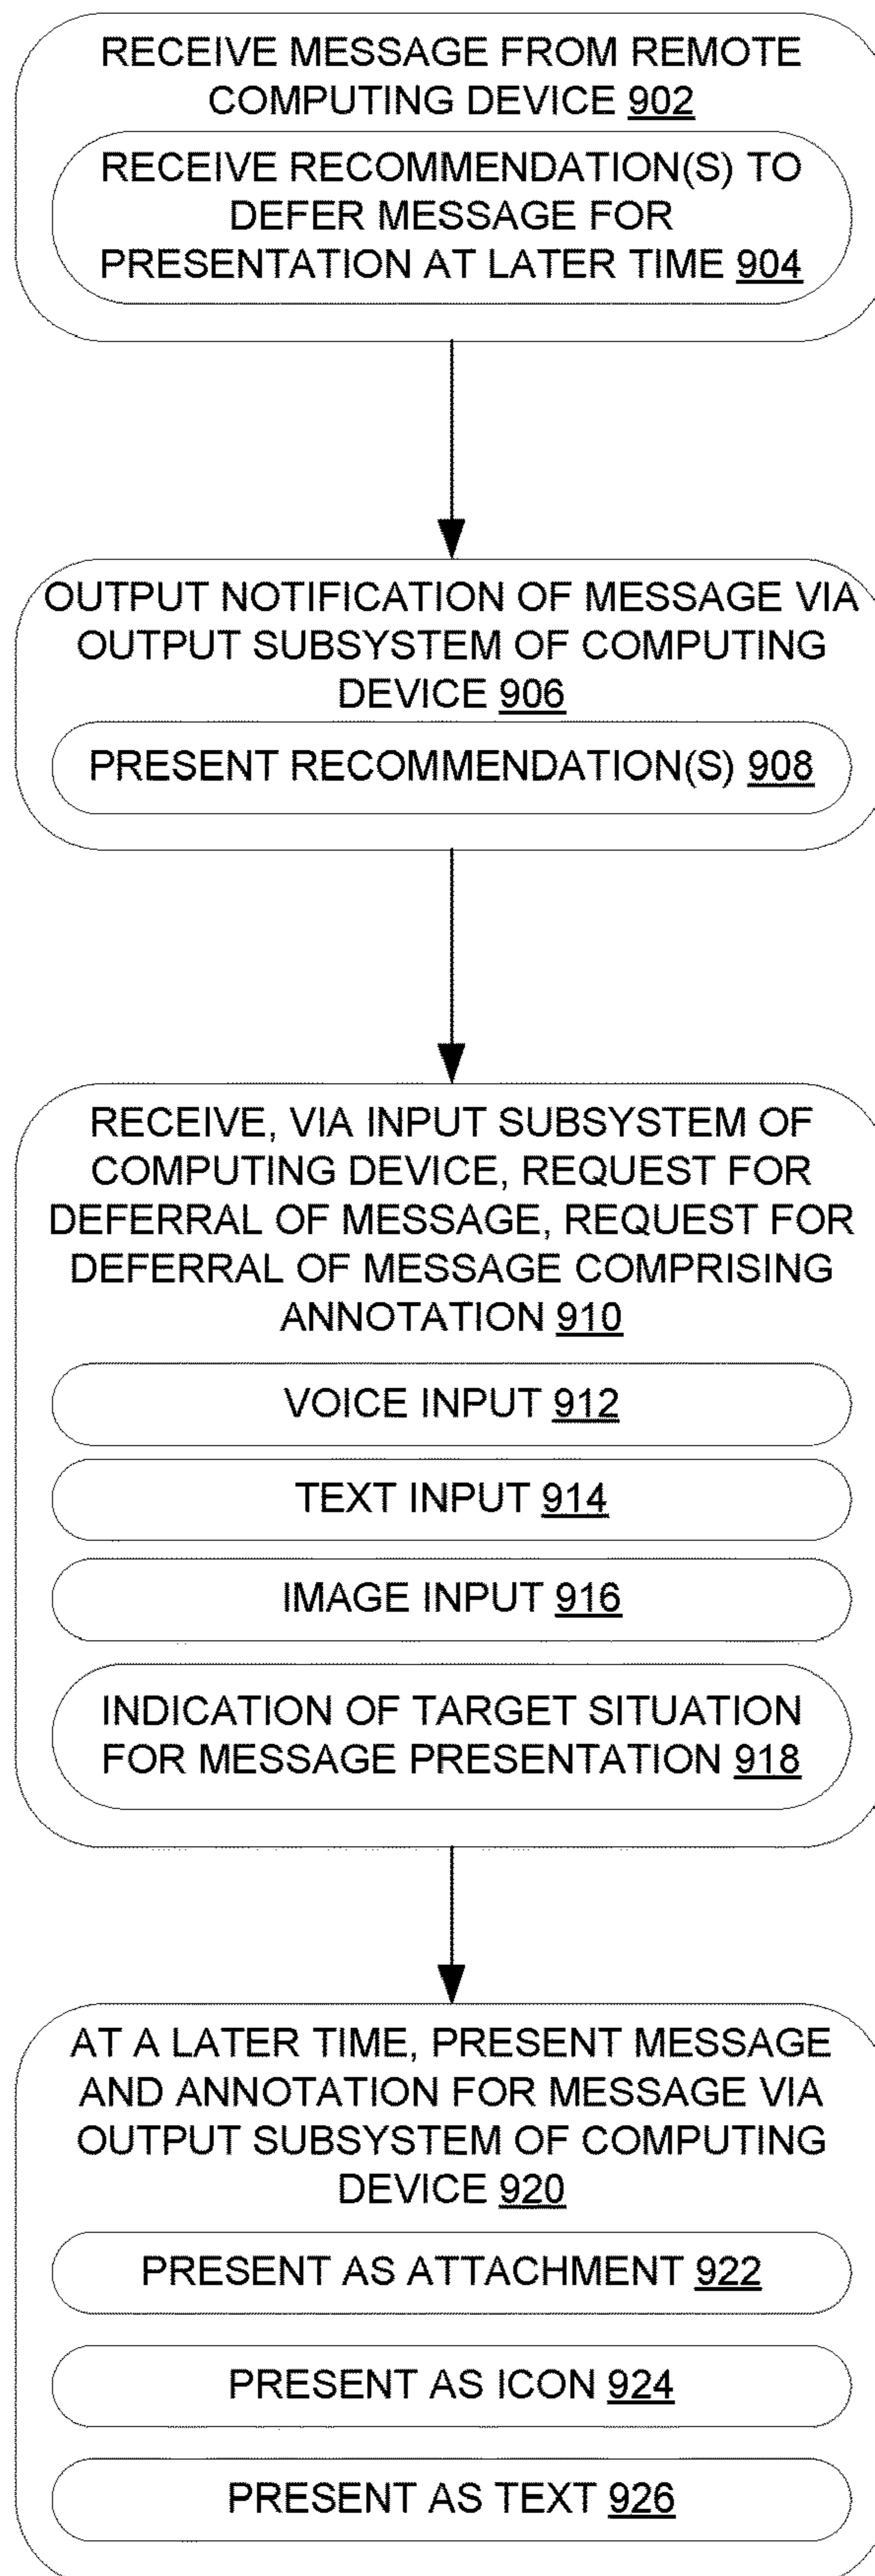 RECEIVE MESSAGE FROM REMOTE
COMPUTING DEVICE 902
RECEIVE RECOMMENDATION(S) TO
DEFER MESSAGE FOR
PRESENTATION AT LATER TIME 904
OUTPUT NOTIFICATION OF MESSAGE VIA
OUTPUT SUBSYSTEM OF COMPUTING
DEVICE 906
PRESENT RECOMMENDATION(S) 908
RECEIVE, VIA INPUT SUBSYSTEM OF
COMPUTING DEVICE, REQUEST FOR
DEFERRAL OF MESSAGE, REQUEST FOR
DEFERRAL OF MESSAGE COMPRISING
ANNOTATION 910
VOICE INPUT 912
TEXT INPUT 914
IMAGE INPUT 916
INDICATION OF TARGET SITUATION
FOR MESSAGE PRESENTATION 918
AT A LATER TIME, PRESENT MESSAGE
AND ANNOTATION FOR MESSAGE VIA
OUTPUT SUBSYSTEM OF COMPUTING
DEVICE 920
PRESENT AS ATTACHMENT 922
PRESENT AS ICON 924
PRESENT AS TEXT 926